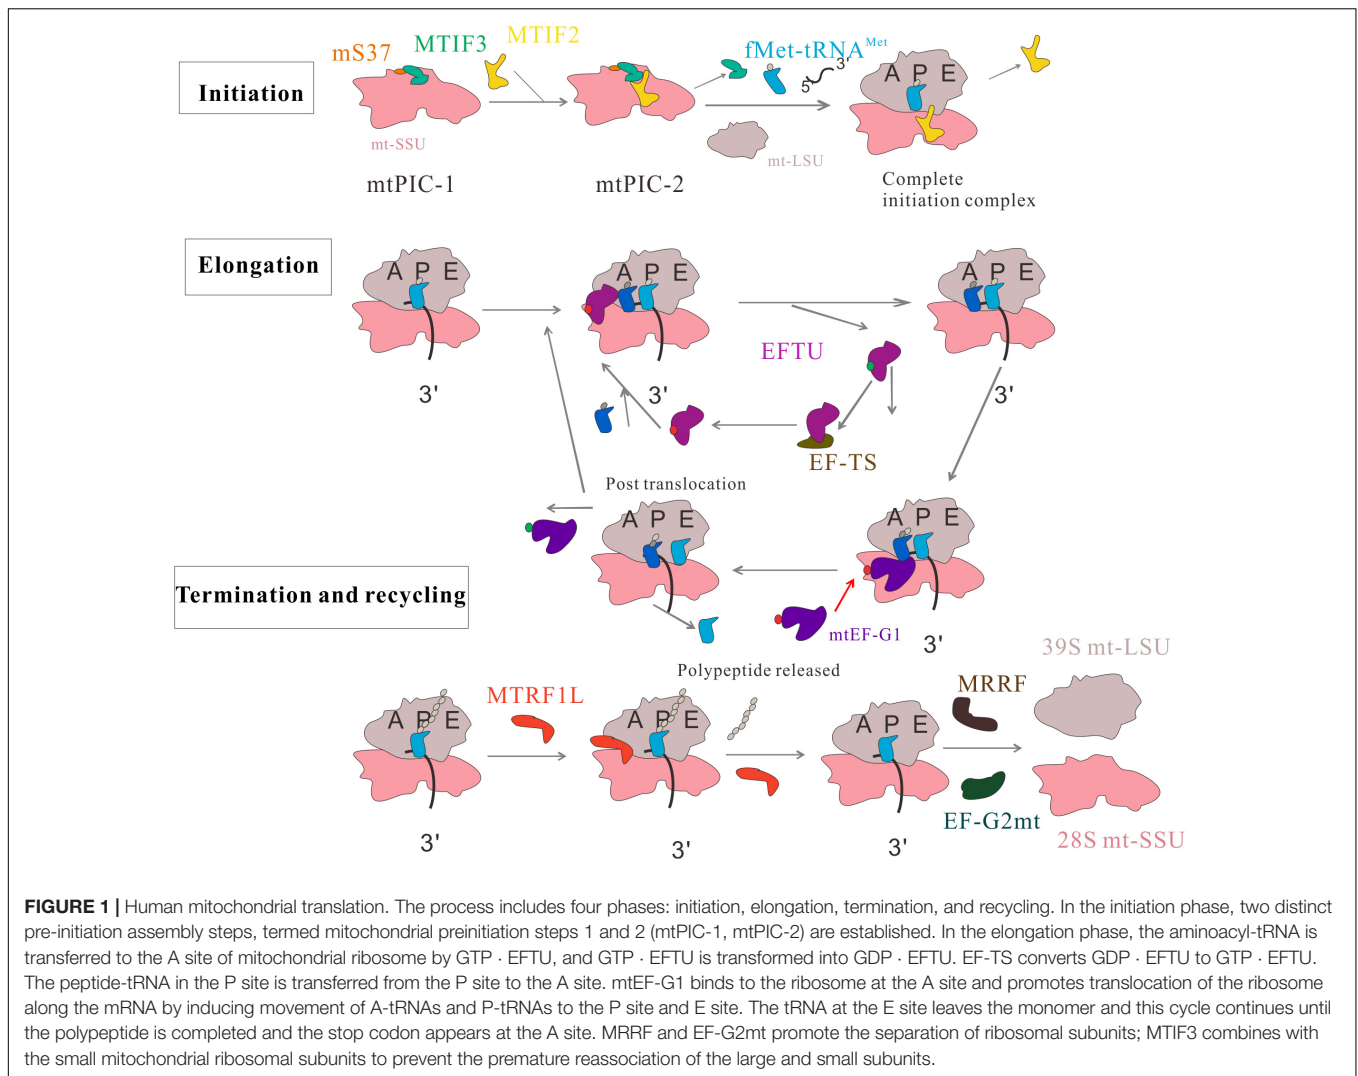 mS37
MTIF3
MTIF2
fMet-tRNA^Met
Initiation
5'
3'
A P E
mt-SSU
mt-LSU
mtPIC-1
mtPIC-2
Complete
initiation complex
Elongation
A P E
A P E
A P E
EFTU
3'
3'
3'
EF-TS
Post translocation
A P E
A P E
Termination and recycling
mtEF-G1
3'
Polypeptide released
39S mt-LSU
MTRF1L
MRRF
A P E
A P E
A P E
EF-G2mt
28S mt-SSU
3'
3'
3'
FIGURE 1 | Human mitochondrial translation. The process includes four phases: initiation, elongation, termination, and recycling. In the initiation phase, two distinct
pre-initiation assembly steps, termed mitochondrial preinitiation steps 1 and 2 (mtPIC-1, mtPIC-2) are established. In the elongation phase, the aminoacyl-tRNA is
transferred to the A site of mitochondrial ribosome by GTP · EFTU, and GTP · EFTU is transformed into GDP · EFTU. EF-TS converts GDP · EFTU to GTP · EFTU.
The peptide-tRNA in the P site is transferred from the P site to the A site. mtEF-G1 binds to the ribosome at the A site and promotes translocation of the ribosome
along the mRNA by inducing movement of A-tRNAs and P-tRNAs to the P site and E site. The tRNA at the E site leaves the monomer and this cycle continues until
the polypeptide is completed and the stop codon appears at the A site. MRRF and EF-G2mt promote the separation of ribosomal subunits; MTIF3 combines with
the small mitochondrial ribosomal subunits to prevent the premature reassociation of the large and small subunits.